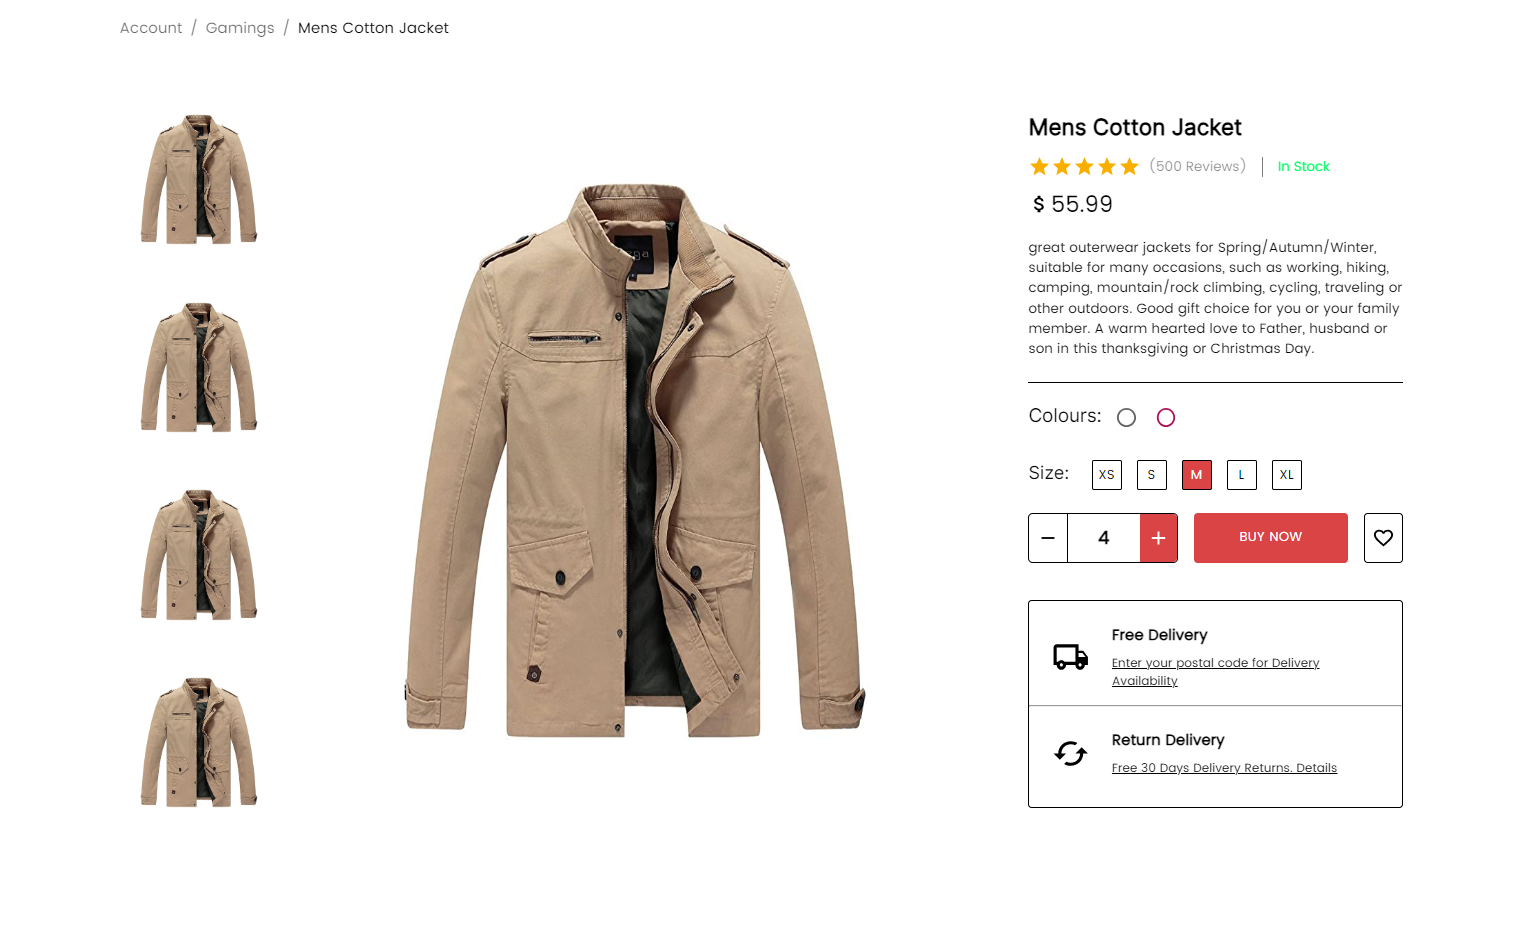 Account / Gamings / Mens Cotton Jacket
Mens Cotton Jacket
(500 Reviews) | In Stock
$ 55.99
great outerwear jackets for Spring/Autumn/Winter,
suitable for many occasions, such as working, hiking,
camping, mountain/rock climbing, cycling, traveling or
other outdoors. Good gift choice for you or your family
member. A warm hearted love to Father, husband or
son in this thanksgiving or Christmas Day.
Colours:
Size: XS S M L XL
− 4 + BUY NOW
Free Delivery
Enter your postal code for Delivery
Availability
Return Delivery
Free 30 Days Delivery Returns. Details